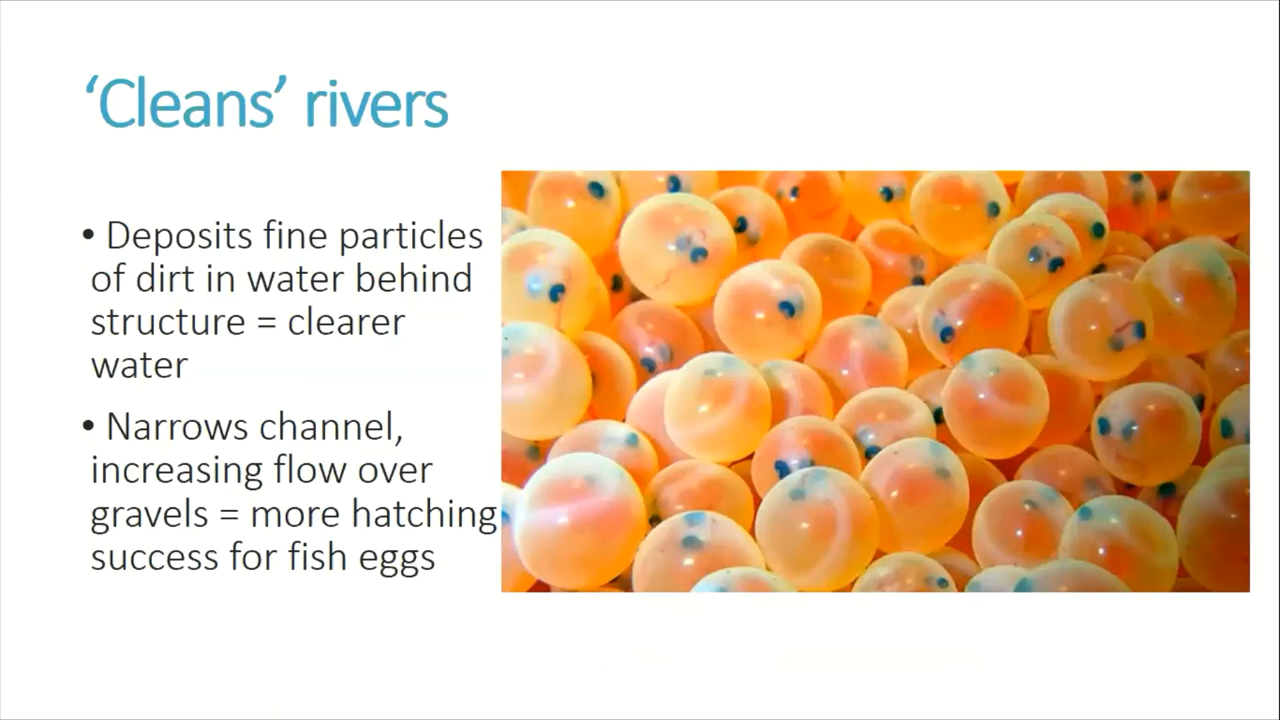 ‘Cleans’ rivers
• Deposits fine particles
of dirt in water behind
structure = clearer
water
• Narrows channel,
increasing flow over
gravels = more hatching
success for fish eggs